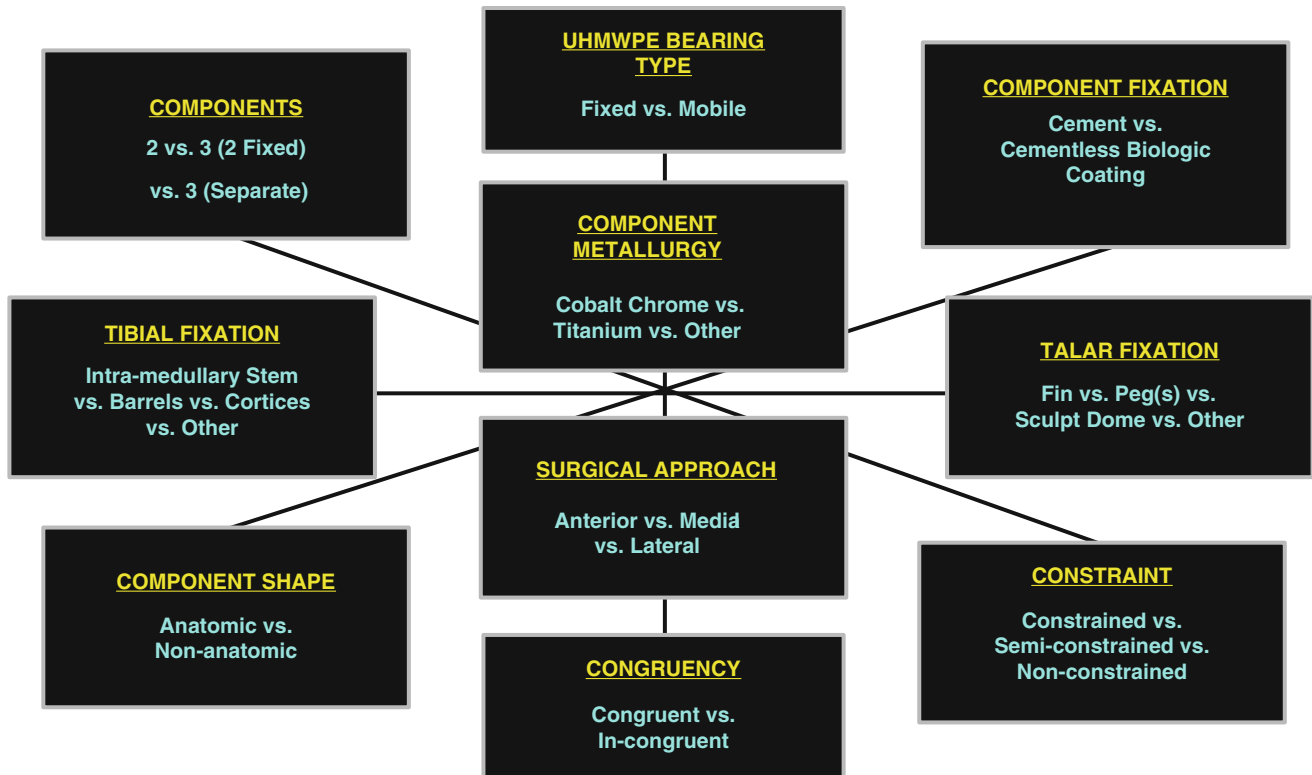 UHMWPE BEARING
TYPE
Fixed vs. Mobile
COMPONENTS
2 vs. 3 (2 Fixed)
vs. 3 (Separate)
COMPONENT FIXATION
Cement vs.
Cementless Biologic
Coating
COMPONENT
METALLURGY
Cobalt Chrome vs.
Titanium vs. Other
TIBIAL FIXATION
Intra-medullary Stem
vs. Barrels vs. Cortices
vs. Other
TALAR FIXATION
Fin vs. Peg(s) vs.
Sculpt Dome vs. Other
SURGICAL APPROACH
Anterior vs. Medial
vs. Lateral
COMPONENT SHAPE
Anatomic vs.
Non-anatomic
CONSTRAINT
Constrained vs.
Semi-constrained vs.
Non-constrained
CONGRUENCY
Congruent vs.
In-congruent